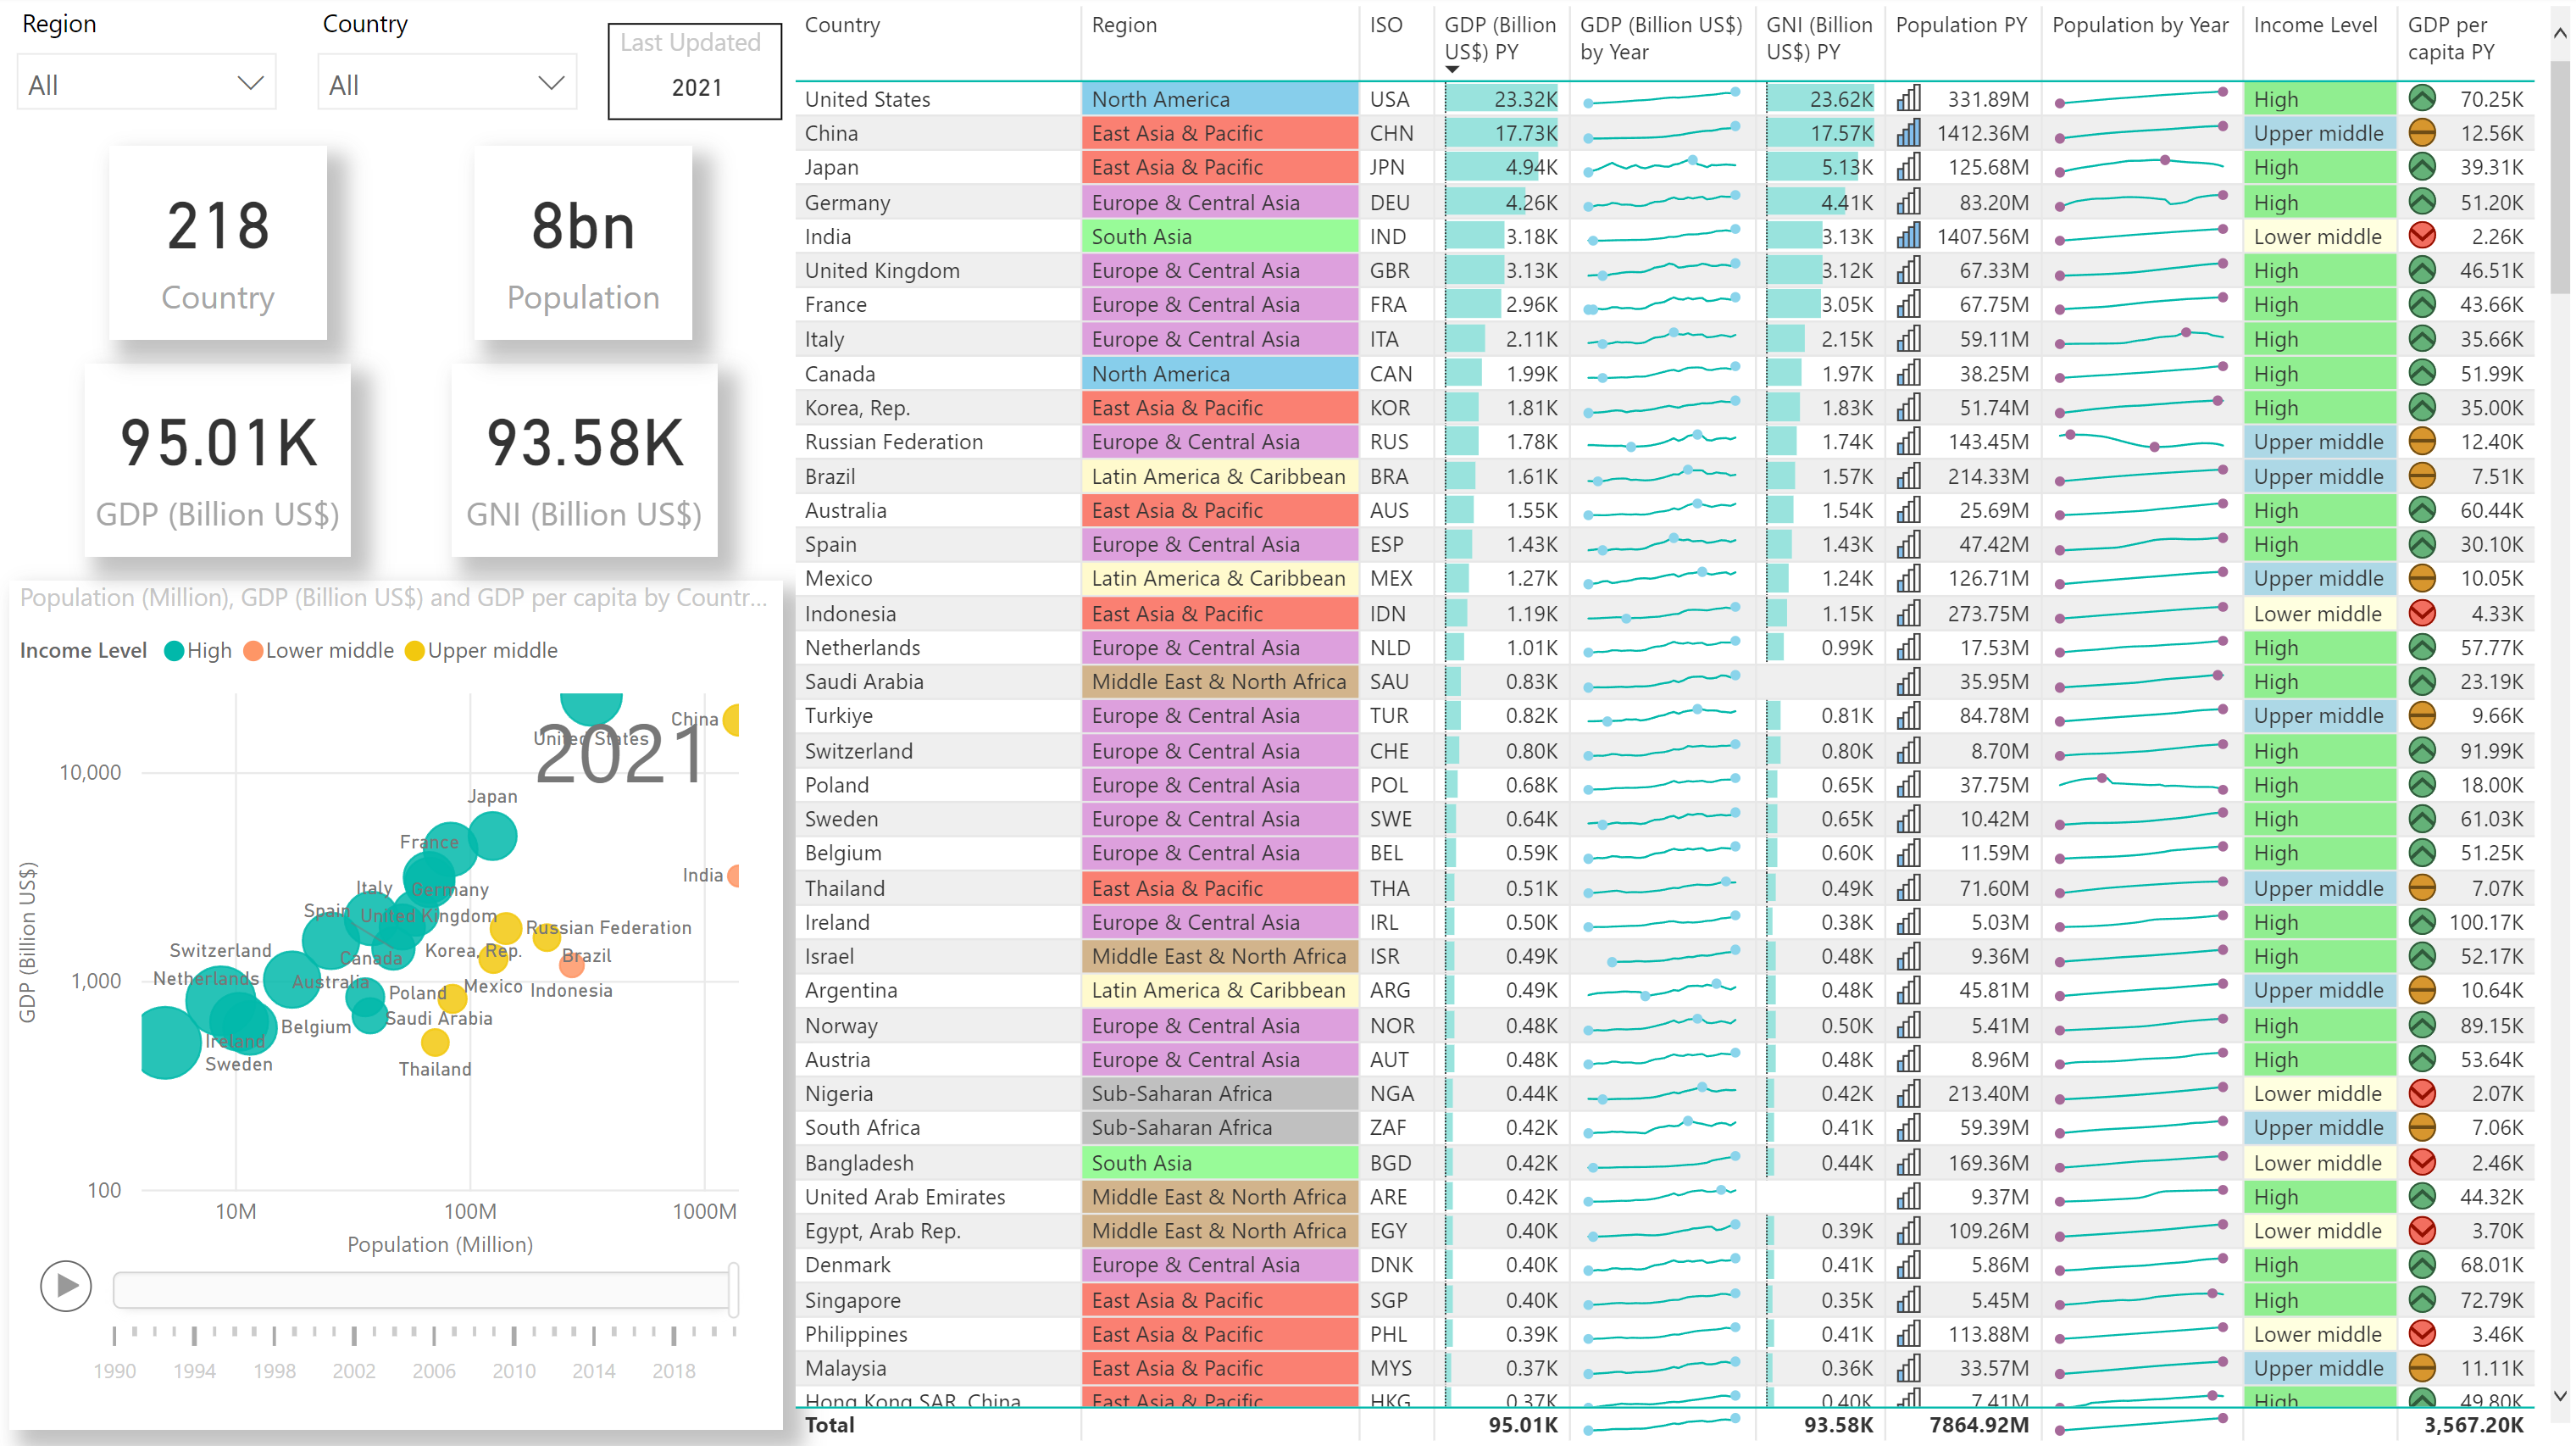 Region
Country
All
All
Last Updated
2021
218
Country
8bn
Population
95.01K
GDP (Billion US$)
93.58K
GNI (Billion US$)
Population (Million), GDP (Billion US$) and GDP per capita by Countr...
Income Level High Lower middle Upper middle
2021
China
United States
10,000
Japan
France
India
Italy
Germany
Spain
United Kingdom
Russian Federation
Switzerland
Korea, Rep.
Brazil
Canada
Netherlands
Australia
1,000
Poland
Mexico
Indonesia
Belgium
Saudi Arabia
Ireland
Sweden
Thailand
100
GDP (Billion US$)
10M
100M
1000M
Population (Million)
1990 1994 1998 2002 2006 2010 2014 2018
Country Region ISO GDP (Billion US$) PY GDP (Billion US$) by Year GNI (Billion US$) PY Population PY Population by Year Income Level GDP per capita PY
United States North America USA 23.32K 23.62K 331.89M High 70.25K
China East Asia & Pacific CHN 17.73K 17.57K 1412.36M Upper middle 12.56K
Japan East Asia & Pacific JPN 4.94K 5.13K 125.68M High 39.31K
Germany Europe & Central Asia DEU 4.26K 4.41K 83.20M High 51.20K
India South Asia IND 3.18K 3.13K 1407.56M Lower middle 2.26K
United Kingdom Europe & Central Asia GBR 3.13K 3.12K 67.33M High 46.51K
France Europe & Central Asia FRA 2.96K 3.05K 67.75M High 43.66K
Italy Europe & Central Asia ITA 2.11K 2.15K 59.11M High 35.66K
Canada North America CAN 1.99K 1.97K 38.25M High 51.99K
Korea, Rep. East Asia & Pacific KOR 1.81K 1.83K 51.74M High 35.00K
Russian Federation Europe & Central Asia RUS 1.78K 1.74K 143.45M Upper middle 12.40K
Brazil Latin America & Caribbean BRA 1.61K 1.57K 214.33M Upper middle 7.51K
Australia East Asia & Pacific AUS 1.55K 1.54K 25.69M High 60.44K
Spain Europe & Central Asia ESP 1.43K 1.43K 47.42M High 30.10K
Mexico Latin America & Caribbean MEX 1.27K 1.24K 126.71M Upper middle 10.05K
Indonesia East Asia & Pacific IDN 1.19K 1.15K 273.75M Lower middle 4.33K
Netherlands Europe & Central Asia NLD 1.01K 0.99K 17.53M High 57.77K
Saudi Arabia Middle East & North Africa SAU 0.83K 35.95M High 23.19K
Turkiye Europe & Central Asia TUR 0.82K 0.81K 84.78M Upper middle 9.66K
Switzerland Europe & Central Asia CHE 0.80K 0.80K 8.70M High 91.99K
Poland Europe & Central Asia POL 0.68K 0.65K 37.75M High 18.00K
Sweden Europe & Central Asia SWE 0.64K 0.65K 10.42M High 61.03K
Belgium Europe & Central Asia BEL 0.59K 0.60K 11.59M High 51.25K
Thailand East Asia & Pacific THA 0.51K 0.49K 71.60M Upper middle 7.07K
Ireland Europe & Central Asia IRL 0.50K 0.38K 5.03M High 100.17K
Israel Middle East & North Africa ISR 0.49K 0.48K 9.36M High 52.17K
Argentina Latin America & Caribbean ARG 0.49K 0.48K 45.81M Upper middle 10.64K
Norway Europe & Central Asia NOR 0.48K 0.50K 5.41M High 89.15K
Austria Europe & Central Asia AUT 0.48K 0.48K 8.96M High 53.64K
Nigeria Sub-Saharan Africa NGA 0.44K 0.42K 213.40M Lower middle 2.07K
South Africa Sub-Saharan Africa ZAF 0.42K 0.41K 59.39M Upper middle 7.06K
Bangladesh South Asia BGD 0.42K 0.44K 169.36M Lower middle 2.46K
United Arab Emirates Middle East & North Africa ARE 0.42K 9.37M High 44.32K
Egypt, Arab Rep. Middle East & North Africa EGY 0.40K 0.39K 109.26M Lower middle 3.70K
Denmark Europe & Central Asia DNK 0.40K 0.41K 5.86M High 68.01K
Singapore East Asia & Pacific SGP 0.40K 0.35K 5.45M High 72.79K
Philippines East Asia & Pacific PHL 0.39K 0.41K 113.88M Lower middle 3.46K
Malaysia East Asia & Pacific MYS 0.37K 0.36K 33.57M Upper middle 11.11K
Hong Kong SAR, China East Asia & Pacific HKG 0.37K 0.40K 7.41M High 49.80K
Total 95.01K 93.58K 7864.92M 3,567.20K